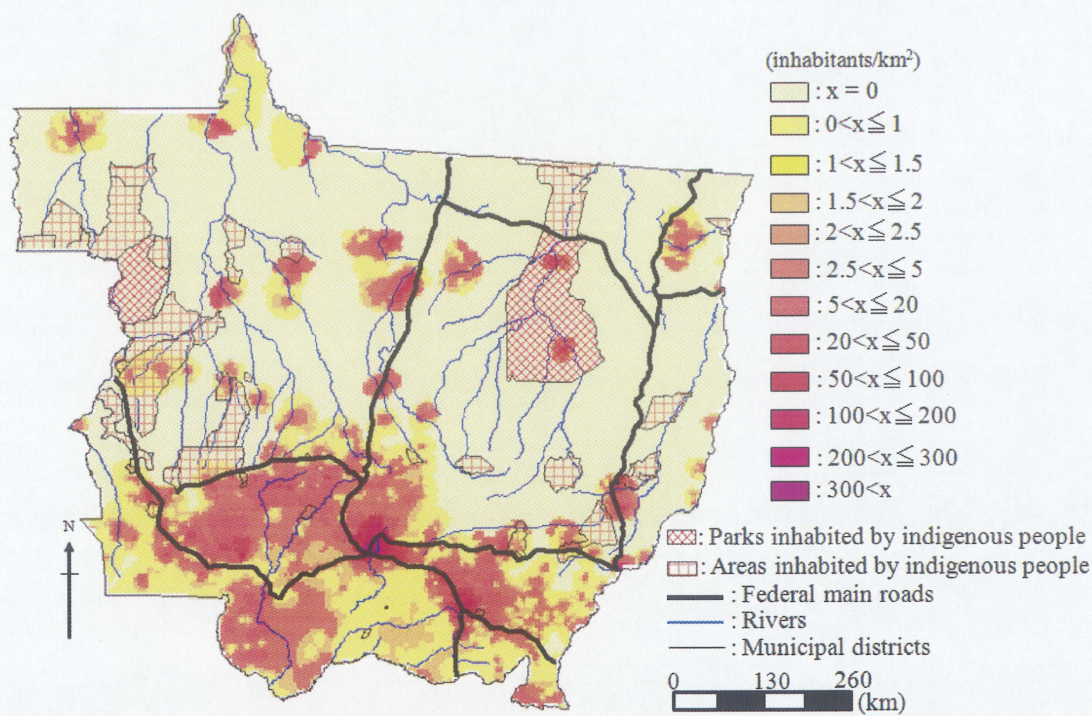 (inhabitants/km²)
: x = 0
: 0<x≦ 1
: 1<x≦ 1.5
: 1.5<x≦2
: 2<x≦ 2.5
: 2.5<x≦ 5
: 5<x≦ 20
: 20<x≦ 50
: 50<x≦ 100
: 100<x≦ 200
: 200<x≦ 300
: 300<x
N
: Parks inhabited by indigenous people
: Areas inhabited by indigenous people
: Federal main roads
: Rivers
: Municipal districts
0 130 260
(km)